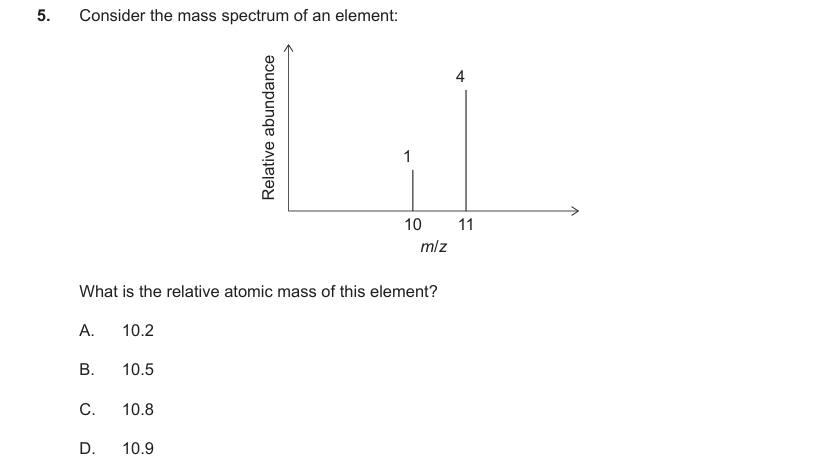 5. Consider the mass spectrum of an element:
Relative abundance
4
1
10 11
m/z
What is the relative atomic mass of this element?
A. 10.2
B. 10.5
C. 10.8
D. 10.9